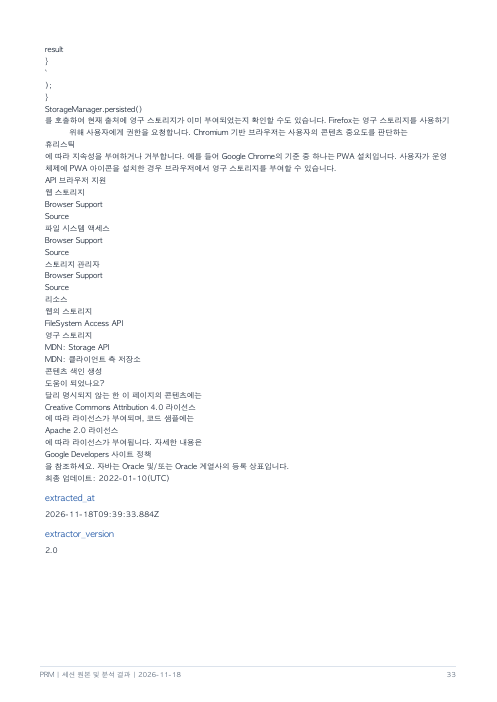 result
}
`
);
}
StorageManager.persisted()
를 호출하여 현재 출처에 영구 스토리지가 이미 부여되었는지 확인할 수도 있습니다. Firefox는 영구 스토리지를 사용하기
위해 사용자에게 권한을 요청합니다. Chromium 기반 브라우저는 사용자의 콘텐츠 중요도를 판단하는
휴리스틱
에 따라 지속성을 부여하거나 거부합니다. 예를 들어 Google Chrome의 기준 중 하나는 PWA 설치입니다. 사용자가 운영
체제에 PWA 아이콘을 설치한 경우 브라우저에서 영구 스토리지를 부여할 수 있습니다.
API 브라우저 지원
웹 스토리지
Browser Support
Source
파일 시스템 액세스
Browser Support
Source
스토리지 관리자
Browser Support
Source
리소스
웹의 스토리지
FileSystem Access API
영구 스토리지
MDN: Storage API
MDN: 클라이언트 측 저장소
콘텐츠 색인 생성
도움이 되었나요?
달리 명시되지 않는 한 이 페이지의 콘텐츠에는
Creative Commons Attribution 4.0 라이선스
에 따라 라이선스가 부여되며, 코드 샘플에는
Apache 2.0 라이선스
에 따라 라이선스가 부여됩니다. 자세한 내용은
Google Developers 사이트 정책
을 참조하세요. 자바는 Oracle 및/또는 Oracle 계열사의 등록 상표입니다.
최종 업데이트: 2022-01-10(UTC)
extracted_at
2026-11-18T09:39:33.884Z
extractor_version
2.0
PRM | 세션 원본 및 분석 결과 | 2026-11-18
33